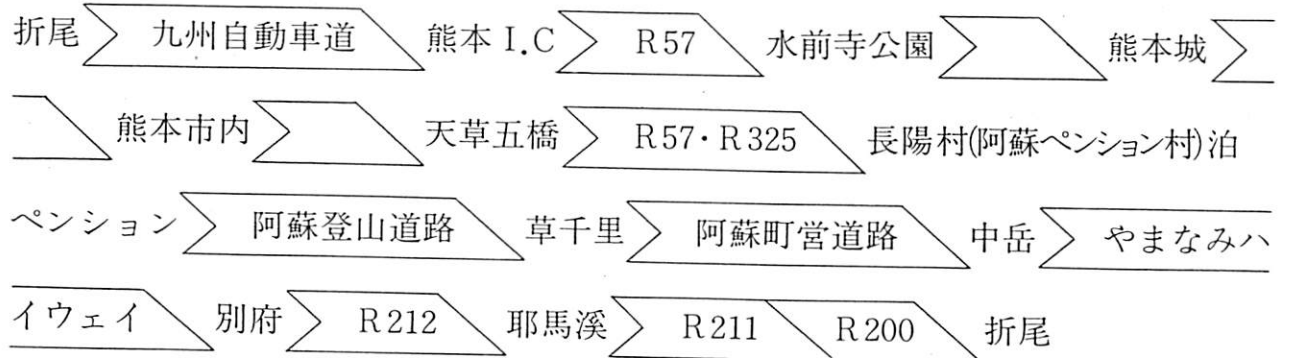 折尾 九州自動車道 熊本I.C R57 水前寺公園 熊本城
熊本市内 天草五橋 R57・R325 長陽村(阿蘇ペンション村)泊
ペンション 阿蘇登山道路 草千里 阿蘇町営道路 中岳 やまなみハ
イウェイ 別府 R212 耶馬溪 R211 R200 折尾